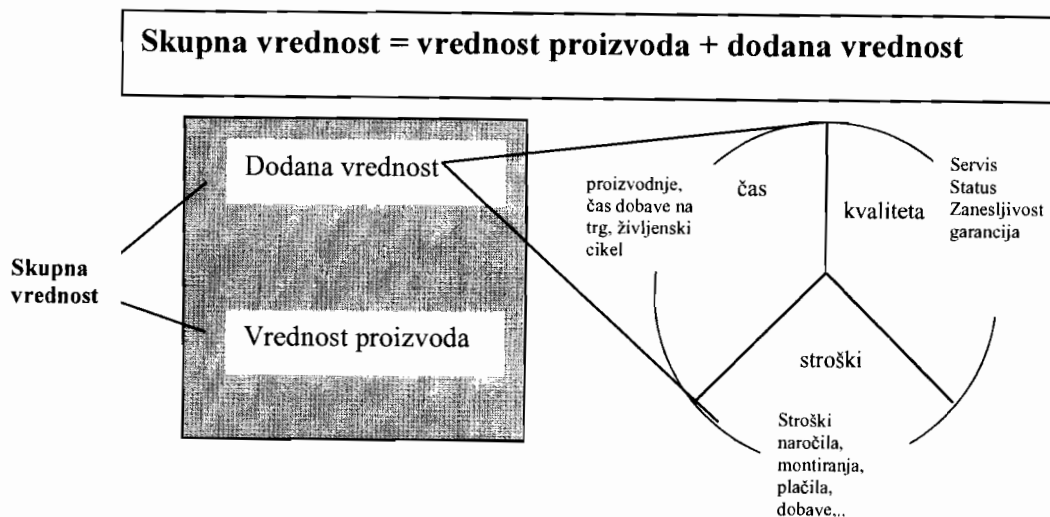 Skupna vrednost = vrednost proizvoda + dodana vrednost
Dodana vrednost
Skupna
vrednost
Vrednost proizvoda
proizvodnje,
čas dobave na
trg, življenski
cikel
čas
kvaliteta
Servis
Status
Zanesljivost
garancija
stroški
Stroški
naročila,
montiranja,
plačila,
dobave,..